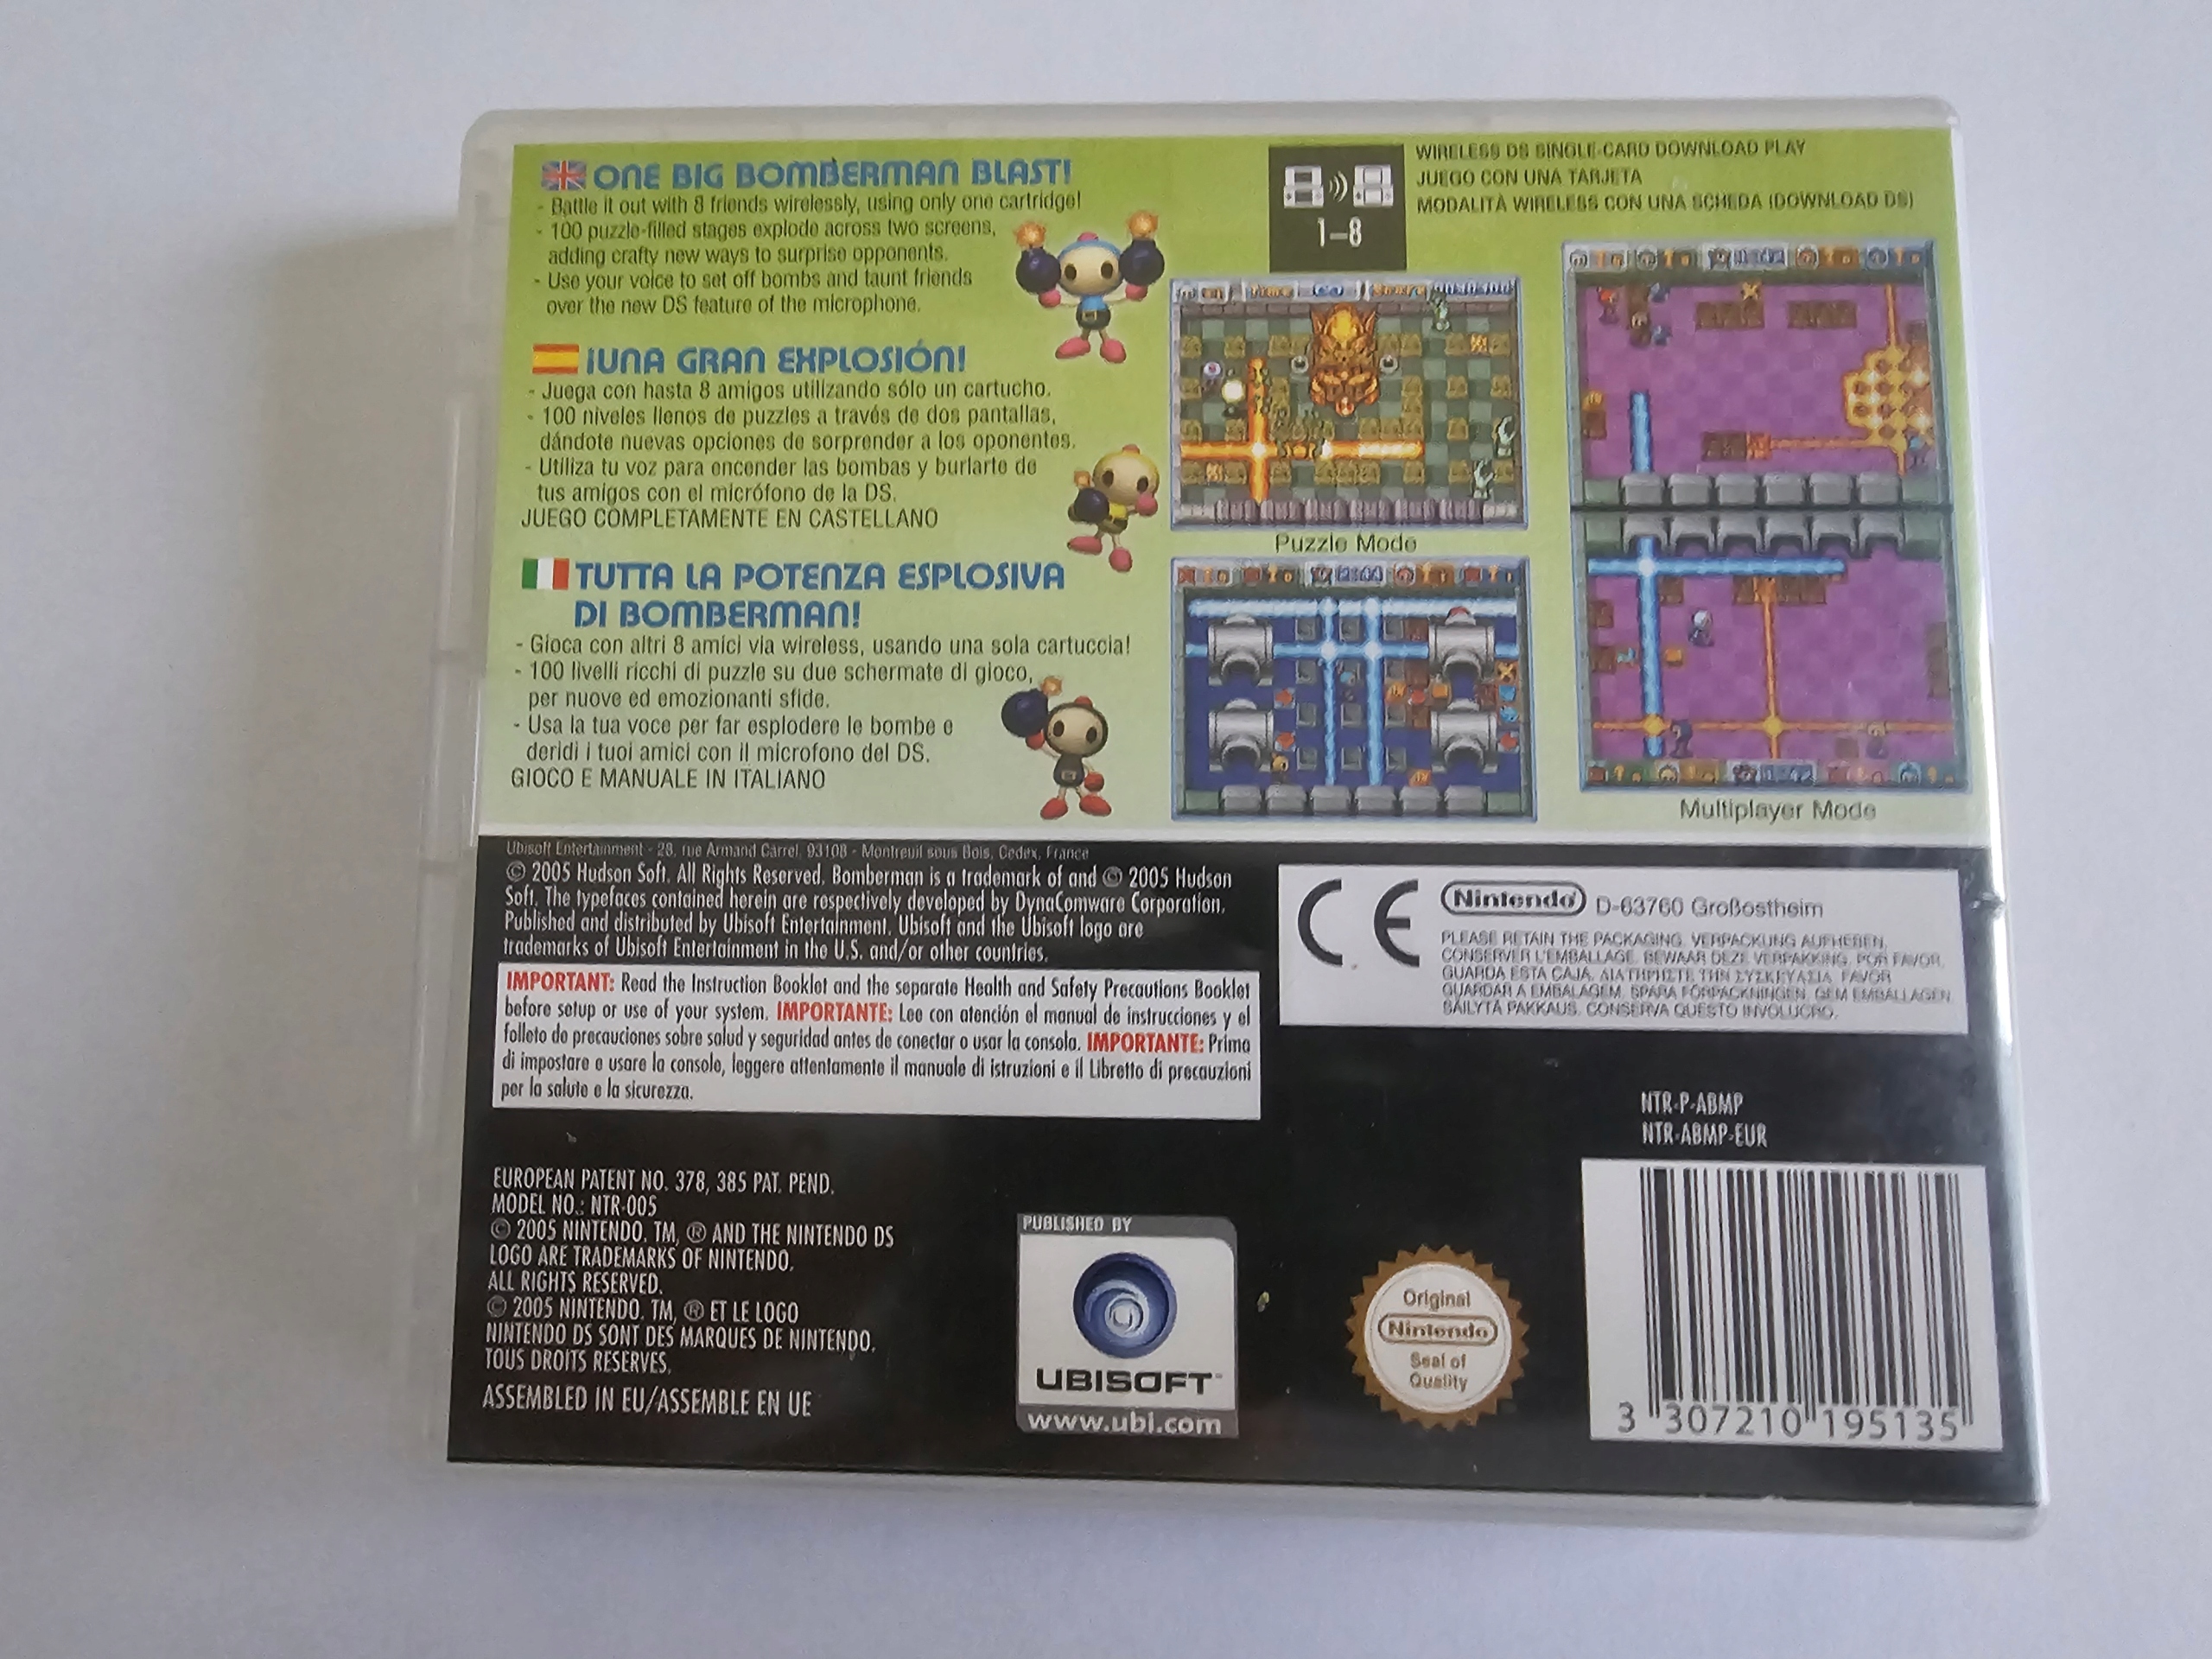 ONE BIG BOMBERMAN BLAST!
- Battle it out with 8 friends wirelessly, using only one cartridge!
- 100 puzzle-filled stages explode across two screens,
adding crafty new ways to surprise opponents.
- Use your voice to set off bombs and taunt friends
over the new DS feature of the microphone.
¡UNA GRAN EXPLOSIÓN!
- Juega con hasta 8 amigos utilizando sólo un cartucho.
- 100 niveles llenos de puzzles a través de dos pantallas,
dándote nuevas opciones de sorprender a los oponentes.
- Utiliza tu voz para encender las bombas y burlarte de
tus amigos con el micrófono de la DS.
JUEGO COMPLETAMENTE EN CASTELLANO
TUTTA LA POTENZA ESPLOSIVA
DI BOMBERMAN!
- Gioca con altri 8 amici via wireless, usando una sola cartuccia!
- 100 livelli ricchi di puzzle su due schermate di gioco,
per nuove ed emozionanti sfide.
- Usa la tua voce per far esplodere le bombe e
deridi i tuoi amici con il microfono del DS.
GIOCO E MANUALE IN ITALIANO
1-8
WIRELESS DS SINGLE-CARD DOWNLOAD PLAY
JUEGO CON UNA TARJETA
MODALITÀ WIRELESS CON UNA SCHEDA (DOWNLOAD DS)
Puzzle Mode
Multiplayer Mode
Ubisoft Entertainment - 28, rue Armand Carrel, 93108 - Montreuil sous Bois, Cedex, France
© 2005 Hudson Soft. All Rights Reserved. Bomberman is a trademark of and © 2005 Hudson
Soft. The typefaces contained herein are respectively developed by DynaComware Corporation.
Published and distributed by Ubisoft Entertainment. Ubisoft and the Ubisoft logo are
trademarks of Ubisoft Entertainment in the U.S. and/or other countries.
IMPORTANT: Read the Instruction Booklet and the separate Health and Safety Precautions Booklet
before setup or use of your system. IMPORTANTE: Lee con atención el manual de instrucciones y el
folleto de precauciones sobre salud y seguridad antes de conectar o usar la consola. IMPORTANTE: Prima
di impostare o usare la console, leggere attentamente il manuale di istruzioni e il Libretto di precauzioni
per la salute e la sicurezza.
CE
Nintendo D-63760 Großostheim
PLEASE RETAIN THE PACKAGING. VERPACKUNG AUFHEBEN.
CONSERVER L'EMBALLAGE. BEWAAR DEZE VERPAKKING. POR FAVOR,
GUARDA ESTA CAJA. ΔΙΑΤΗΡΗΣΤΕ ΤΗΝ ΣΥΣΚΕΥΑΣΙΑ. FAVOR
GUARDAR A EMBALAGEM. SPARA FÖRPACKNINGEN. GEM EMBALLAGEN.
SÄILYTÄ PAKKAUS. CONSERVA QUESTO INVOLUCRO.
NTR-P-ABMP
NTR-ABMP-EUR
EUROPEAN PATENT NO. 378, 385 PAT. PEND.
MODEL NO.: NTR-005
© 2005 NINTENDO. TM, ® AND THE NINTENDO DS
LOGO ARE TRADEMARKS OF NINTENDO.
ALL RIGHTS RESERVED.
© 2005 NINTENDO. TM, ® ET LE LOGO
NINTENDO DS SONT DES MARQUES DE NINTENDO.
TOUS DROITS RESERVES.
ASSEMBLED IN EU/ASSEMBLE EN UE
PUBLISHED BY
UBISOFT
www.ubi.com
Original
Nintendo
Seal of
Quality
3 307210 195135